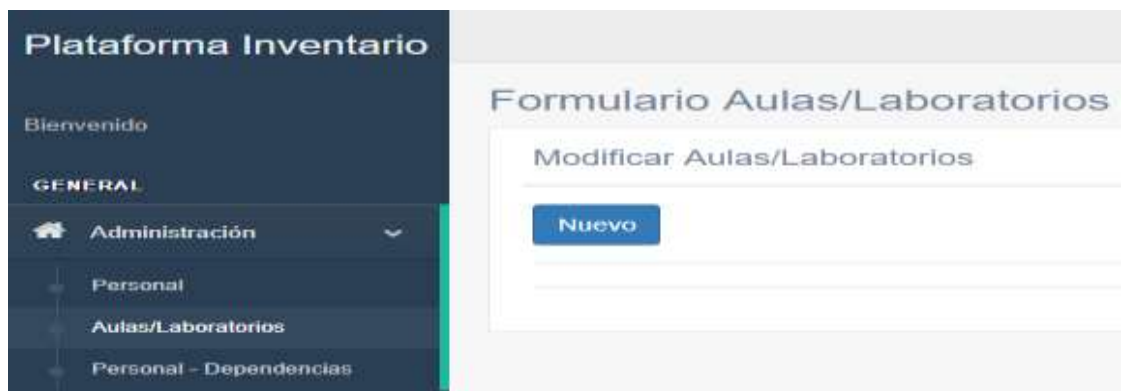 Plataforma Inventario
Bienvenido
GENERAL
Administración
Personal
Aulas/Laboratorios
Personal - Dependencias
Formulario Aulas/Laboratorios
Modificar Aulas/Laboratorios
Nuevo